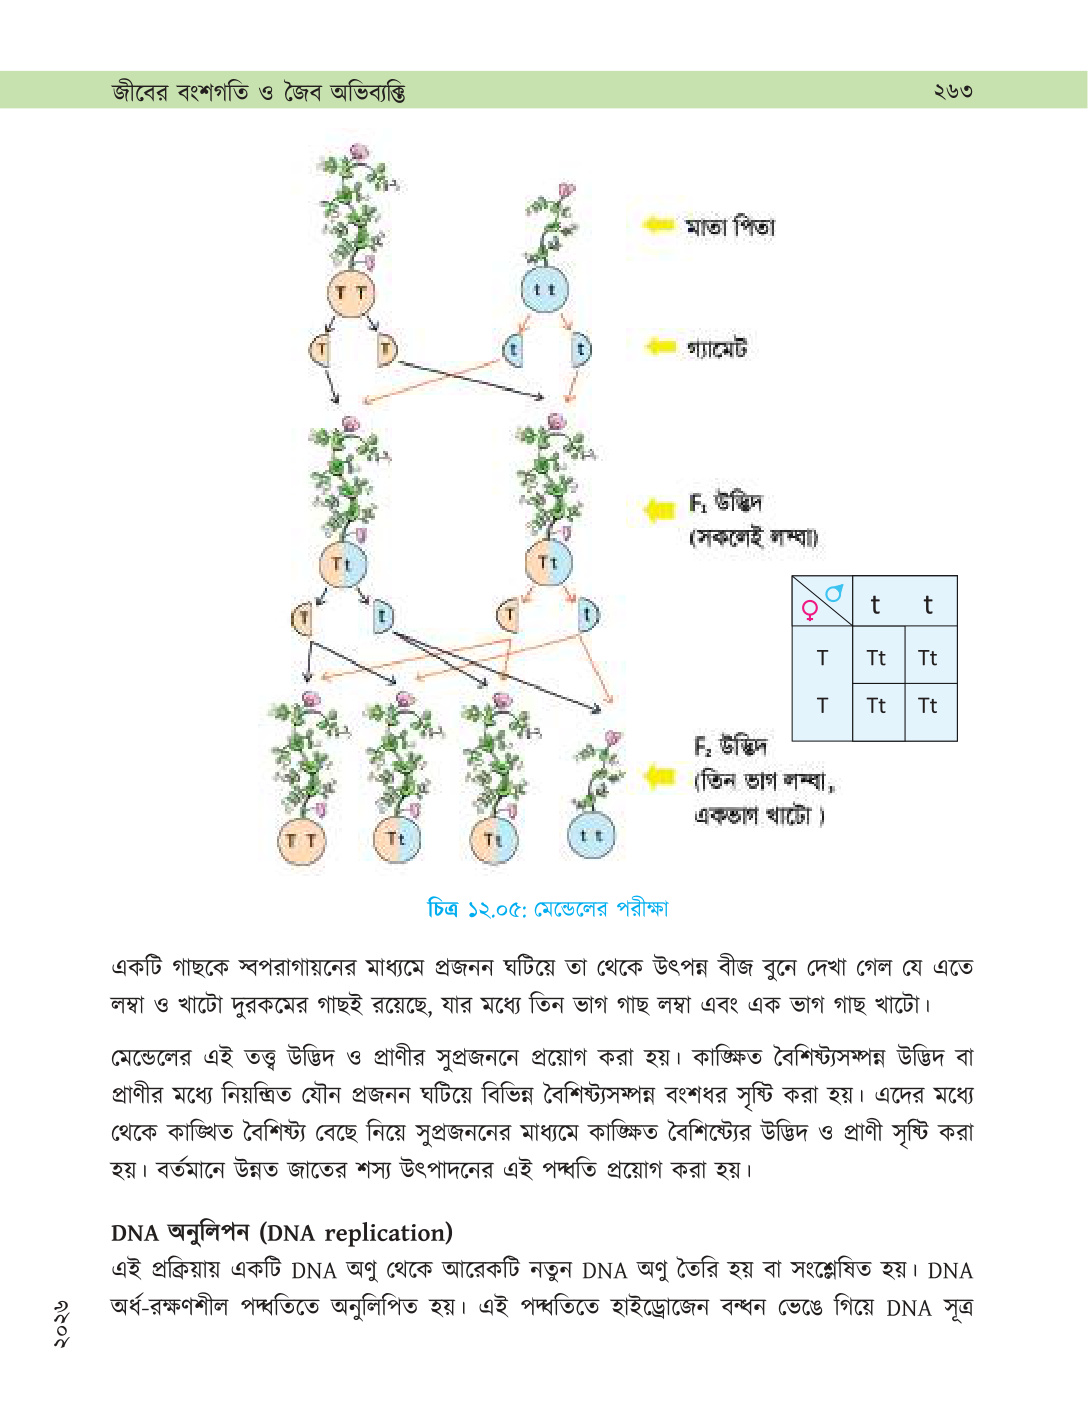 জীবের বংশগতি ও জৈব অভিব্যক্তি ২৬৩
মাতা পিতা
T T
t t
T T t t
গ্যামেট
F₁ উদ্ভিদ
(সকলেই লম্বা)
Tt Tt
T t T t
♀ ♂ t t
T Tt Tt
T Tt Tt
F₂ উদ্ভিদ
(তিন ভাগ লম্বা,
একভাগ খাটো )
T T Tt Tt t t
চিত্র ১২.০৫: মেন্ডেলের পরীক্ষা
একটি গাছকে স্বপরাগায়নের মাধ্যমে প্রজনন ঘটিয়ে তা থেকে উৎপন্ন বীজ বুনে দেখা গেল যে এতে
লম্বা ও খাটো দুরকমের গাছই রয়েছে, যার মধ্যে তিন ভাগ গাছ লম্বা এবং এক ভাগ গাছ খাটো।
মেন্ডেলের এই তত্ত্ব উদ্ভিদ ও প্রাণীর সুপ্রজননে প্রয়োগ করা হয়। কাঙ্ক্ষিত বৈশিষ্ট্যসম্পন্ন উদ্ভিদ বা
প্রাণীর মধ্যে নিয়ন্ত্রিত যৌন প্রজনন ঘটিয়ে বিভিন্ন বৈশিষ্ট্যসম্পন্ন বংশধর সৃষ্টি করা হয়। এদের মধ্যে
থেকে কাঙ্খিত বৈশিষ্ট্য বেছে নিয়ে সুপ্রজননের মাধ্যমে কাঙ্ক্ষিত বৈশিষ্ট্যের উদ্ভিদ ও প্রাণী সৃষ্টি করা
হয়। বর্তমানে উন্নত জাতের শস্য উৎপাদনের এই পদ্ধতি প্রয়োগ করা হয়।
DNA অনুলিপন (DNA replication)
এই প্রক্রিয়ায় একটি DNA অণু থেকে আরেকটি নতুন DNA অণু তৈরি হয় বা সংশ্লেষিত হয়। DNA
অর্ধ-রক্ষণশীল পদ্ধতিতে অনুলিপিত হয়। এই পদ্ধতিতে হাইড্রোজেন বন্ধন ভেঙে গিয়ে DNA সূত্র
২০২৬